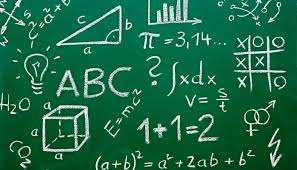 c b
a
π = 3,14...
ABC
?
∫xdx
H₂O
v = s/t
E=mc²
1+1=2
a
a
a
(a+b)² = a² + 2ab + b²